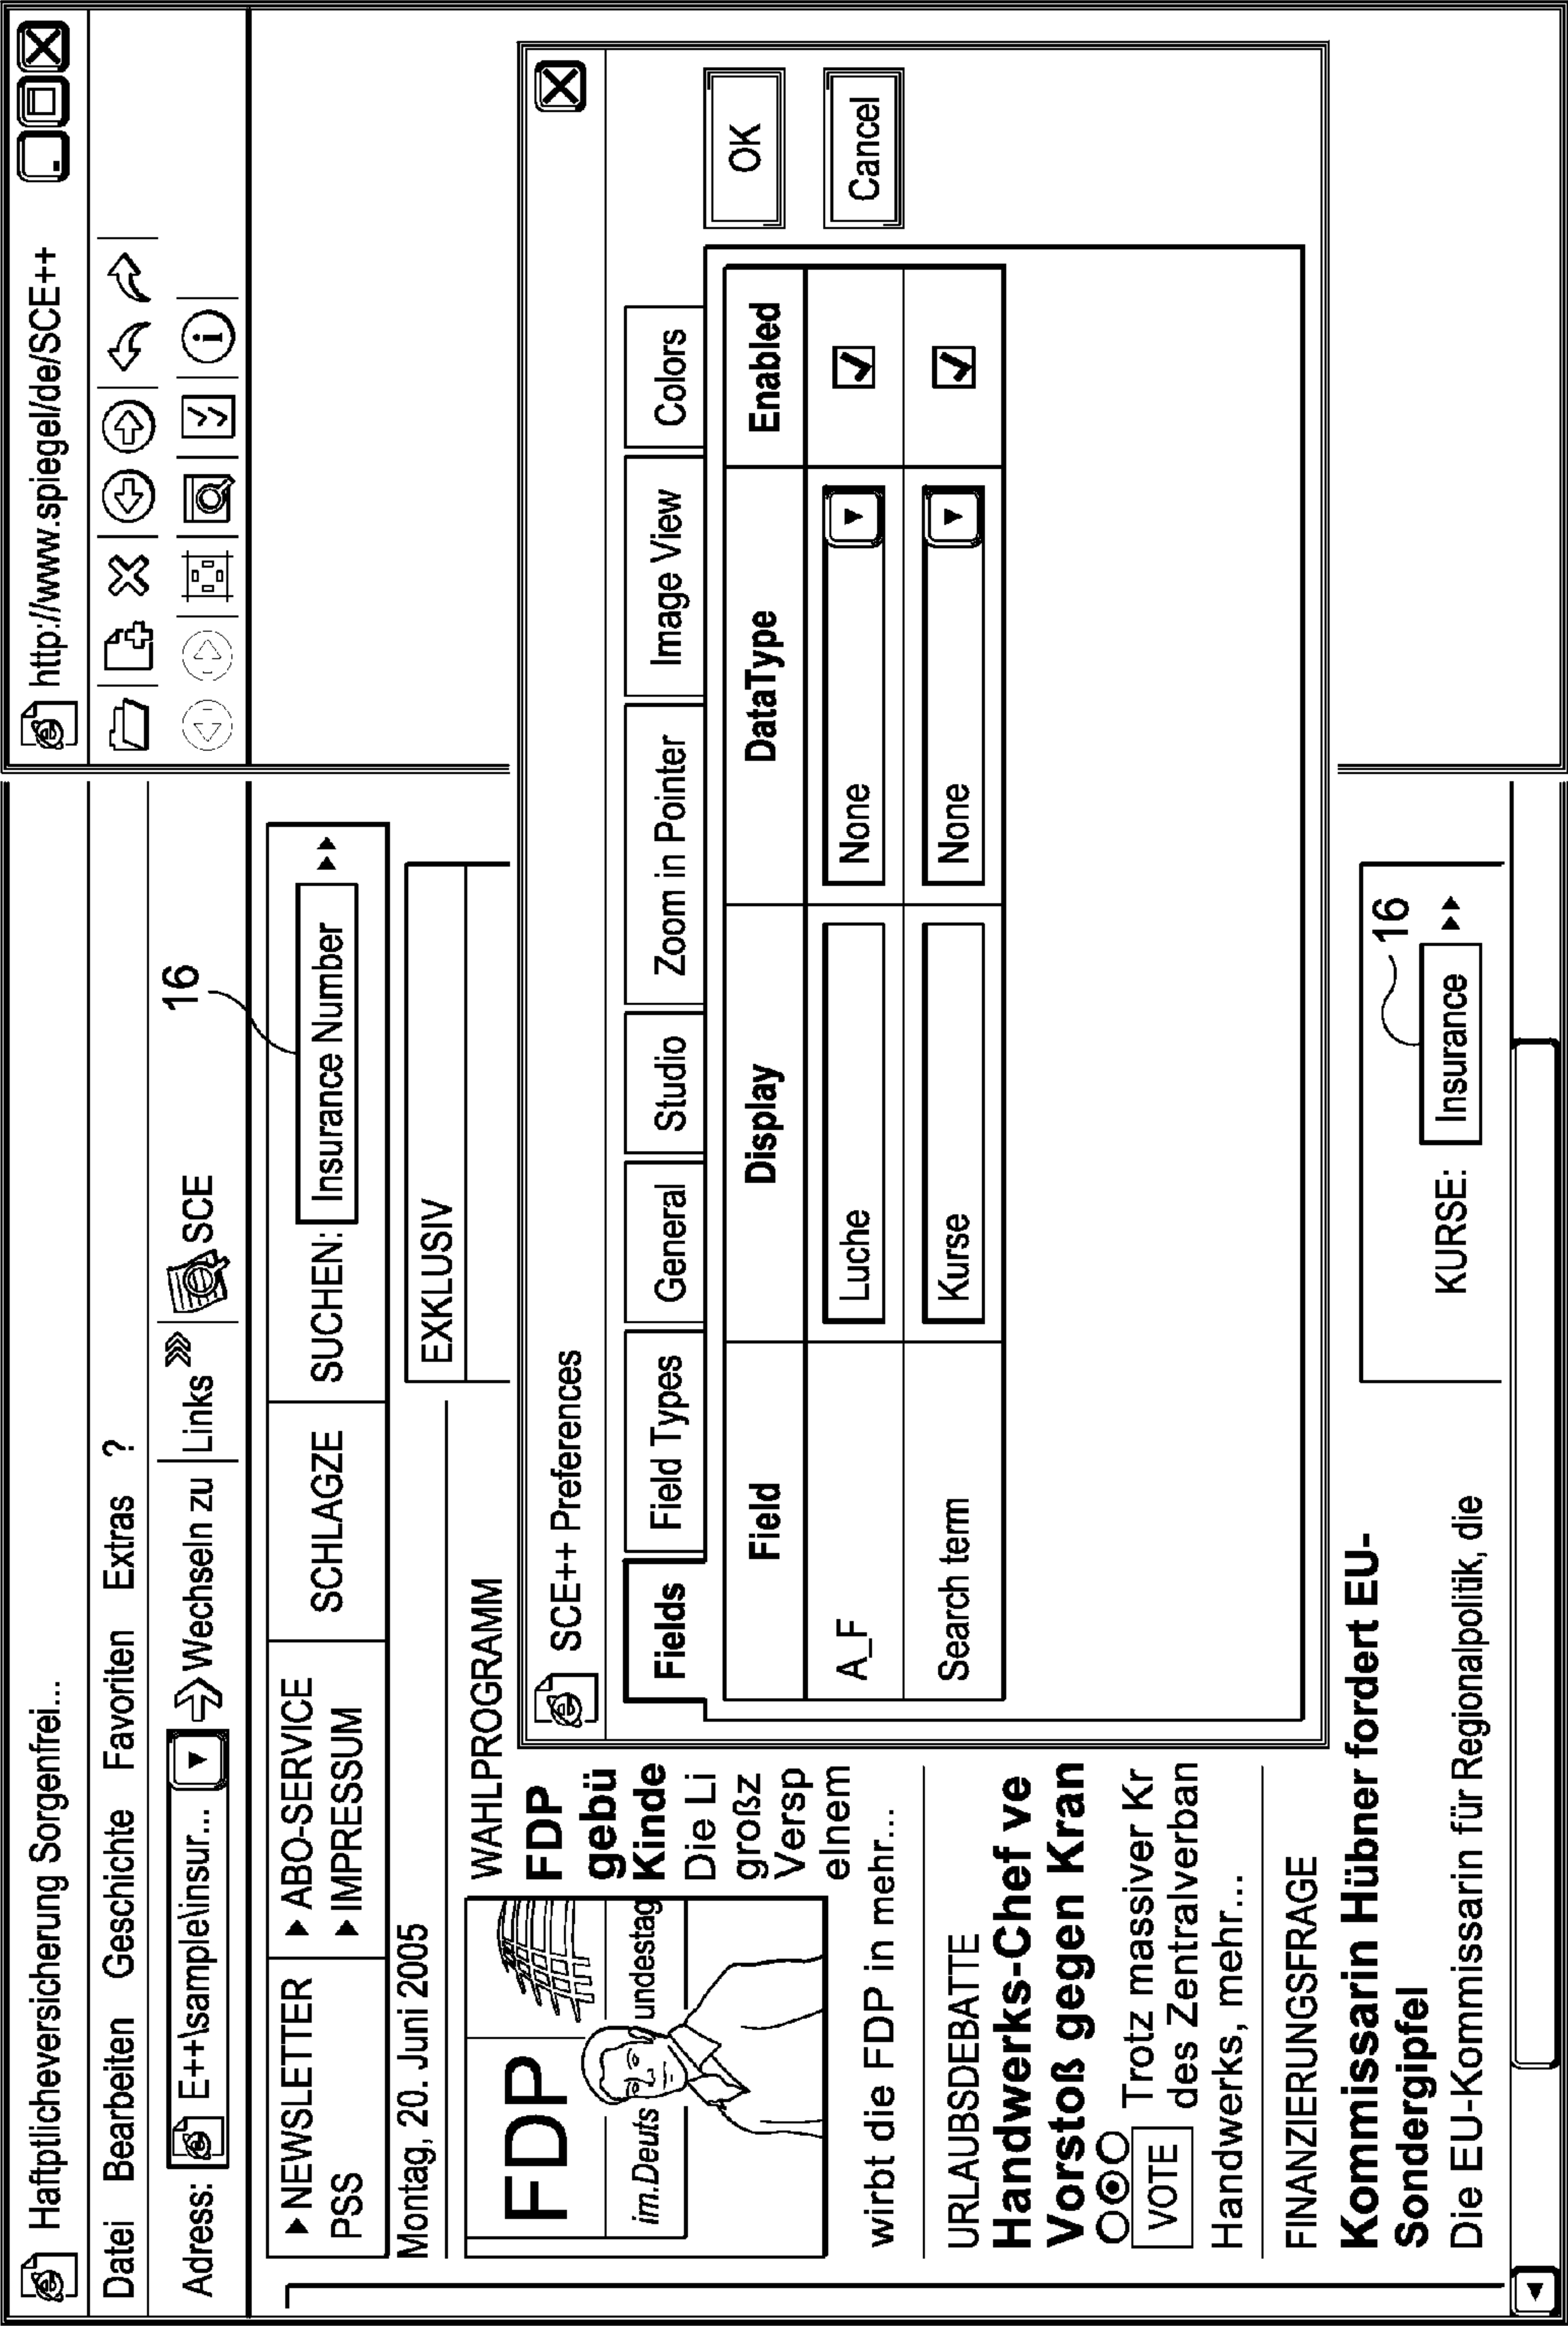 Haftplicheversicherung Sorgenfrei...
http://www.spiegel/de/SCE++
Datei Bearbeiten Geschichte Favoriten Extras ?
Adress: E++\sample\insur... Wechseln zu Links SCE
16
NEWSLETTER
PSS
ABO-SERVICE
IMPRESSUM
SCHLAGZE
SUCHEN: Insurance Number
Montag, 20. Juni 2005
EXKLUSIV
WAHLPROGRAMM
FDP
im.Deuts undestag
FDP
gebü
Kinde
Die Li
großz
Versp
elnem
wirbt die FDP in mehr...
URLAUBSDEBATTE
Handwerks-Chef ve
Vorstoß gegen Kran
VOTE
Trotz massiver Kr
des Zentralverban
Handwerks, mehr...
FINANZIERUNGSFRAGE
Kommissarin Hübner fordert EU-
Sondergipfel
Die EU-Kommissarin für Regionalpolitik, die
SCE++ Preferences
Fields Field Types General Studio Zoom in Pointer Image View Colors
Field Display DataType Enabled
A_F Luche None
Search term Kurse None
OK
Cancel
16
KURSE: Insurance